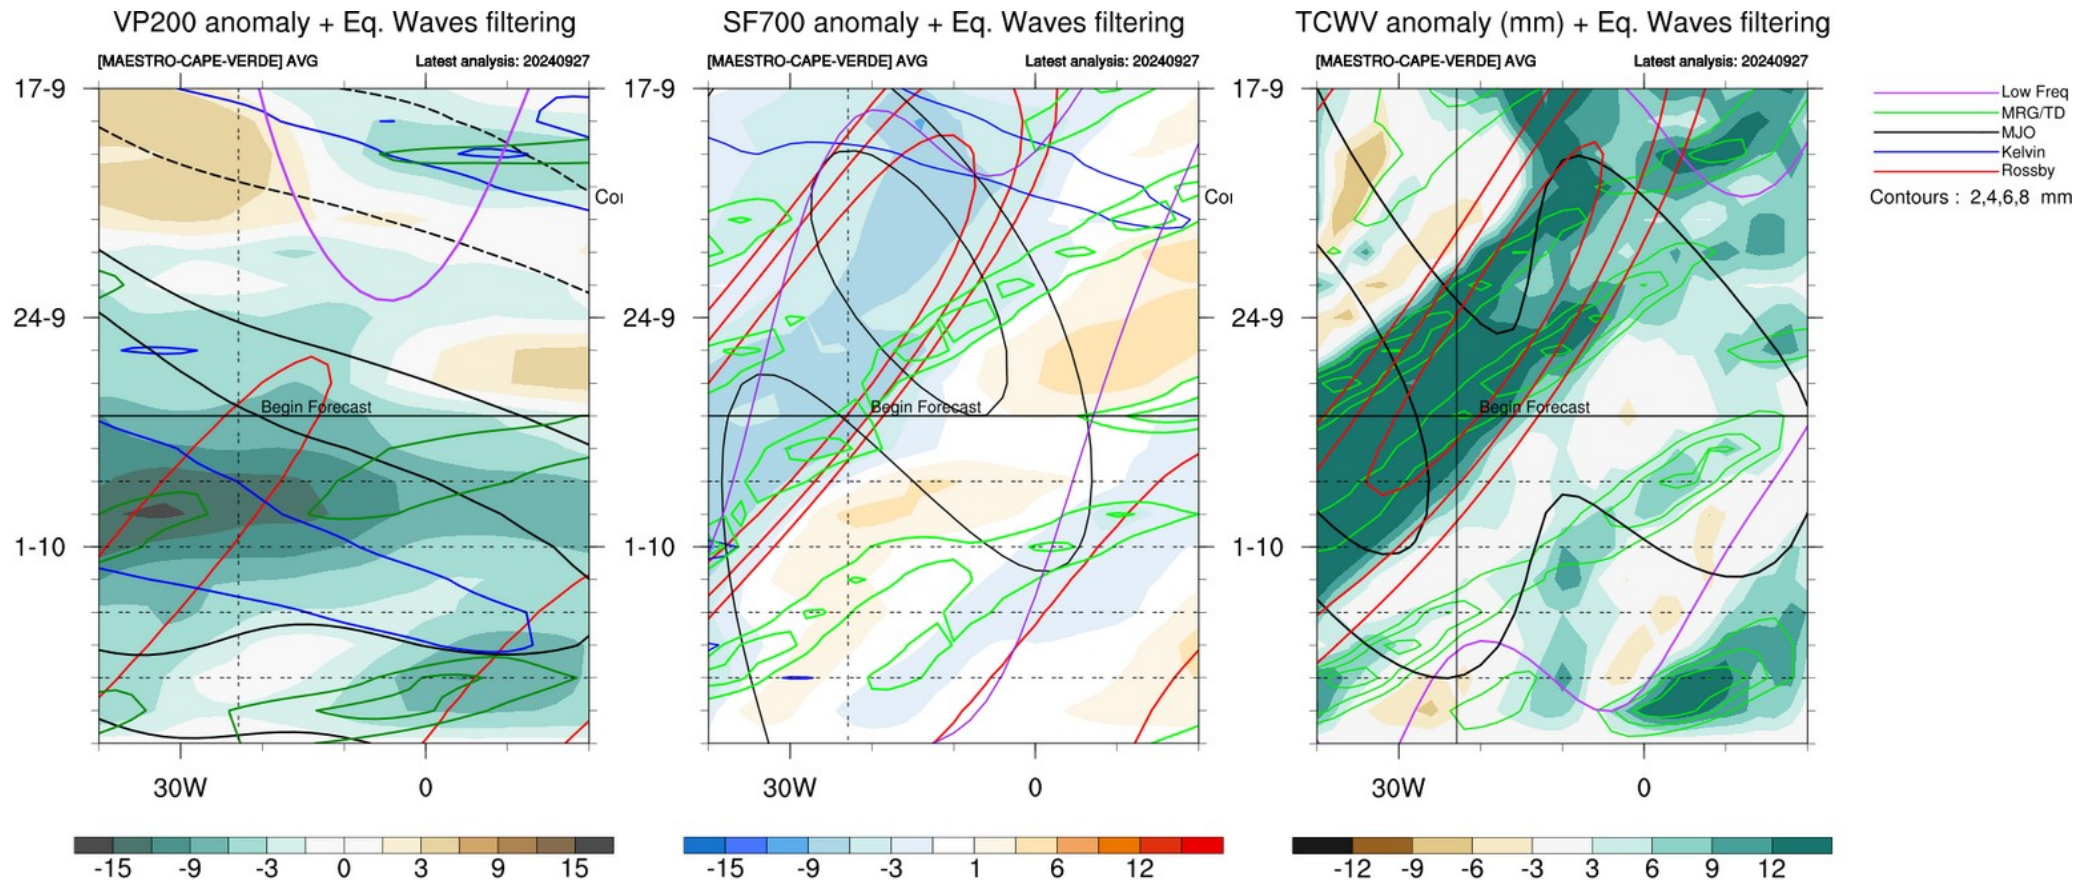 VP200 anomaly + Eq. Waves filtering
[MAESTRO-CAPE-VERDE] AVG
Latest analysis: 20240927
17-9
24-9
1-10
Begin Forecast
Coı
30W
0
-15
-9
-3
0
3
9
15
SF700 anomaly + Eq. Waves filtering
[MAESTRO-CAPE-VERDE] AVG
Latest analysis: 20240927
17-9
24-9
1-10
Begin Forecast
Coı
30W
0
-15
-9
-3
1
6
12
TCWV anomaly (mm) + Eq. Waves filtering
[MAESTRO-CAPE-VERDE] AVG
Latest analysis: 20240927
17-9
24-9
1-10
Begin Forecast
30W
0
-12
-9
-6
-3
3
6
9
12
Low Freq
MRG/TD
MJO
Kelvin
Rossby
Contours : 2,4,6,8 mm